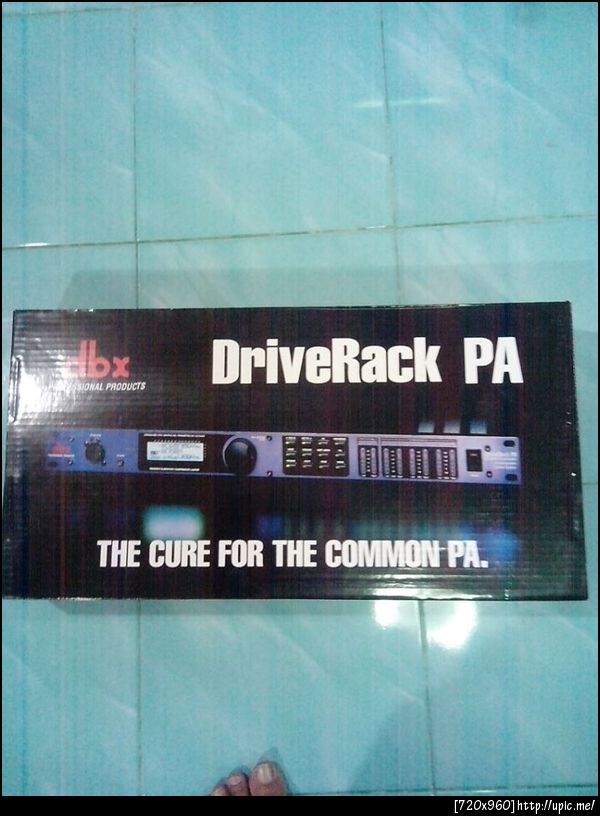 dbx
DriveRack PA
PROFESSIONAL PRODUCTS
THE CURE FOR THE COMMON PA.
[720x960]http://upic.me/